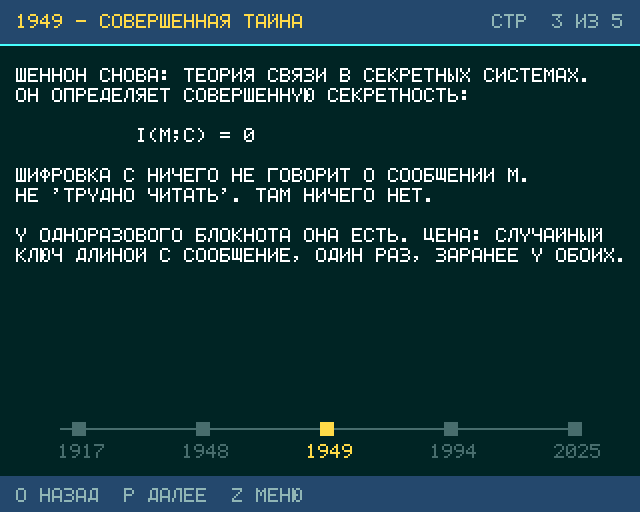 1949 - СОВЕРШЕННАЯ ТАЙНА
СТР 3 ИЗ 5
ШЕННОН СНОВА: ТЕОРИЯ СВЯЗИ В СЕКРЕТНЫХ СИСТЕМАХ.
ОН ОПРЕДЕЛЯЕТ СОВЕРШЕННУЮ СЕКРЕТНОСТЬ:
I(M;C) = 0
ШИФРОВКА C НИЧЕГО НЕ ГОВОРИТ О СООБЩЕНИИ M.
НЕ 'ТРУДНО ЧИТАТЬ'. ТАМ НИЧЕГО НЕТ.
У ОДНОРАЗОВОГО БЛОКНОТА ОНА ЕСТЬ. ЦЕНА: СЛУЧАЙНЫЙ
КЛЮЧ ДЛИНОЙ С СООБЩЕНИЕ, ОДИН РАЗ, ЗАРАНЕЕ У ОБОИХ.
1917 1948 1949 1994 2025
O НАЗАД P ДАЛЕЕ Z МЕНЮ